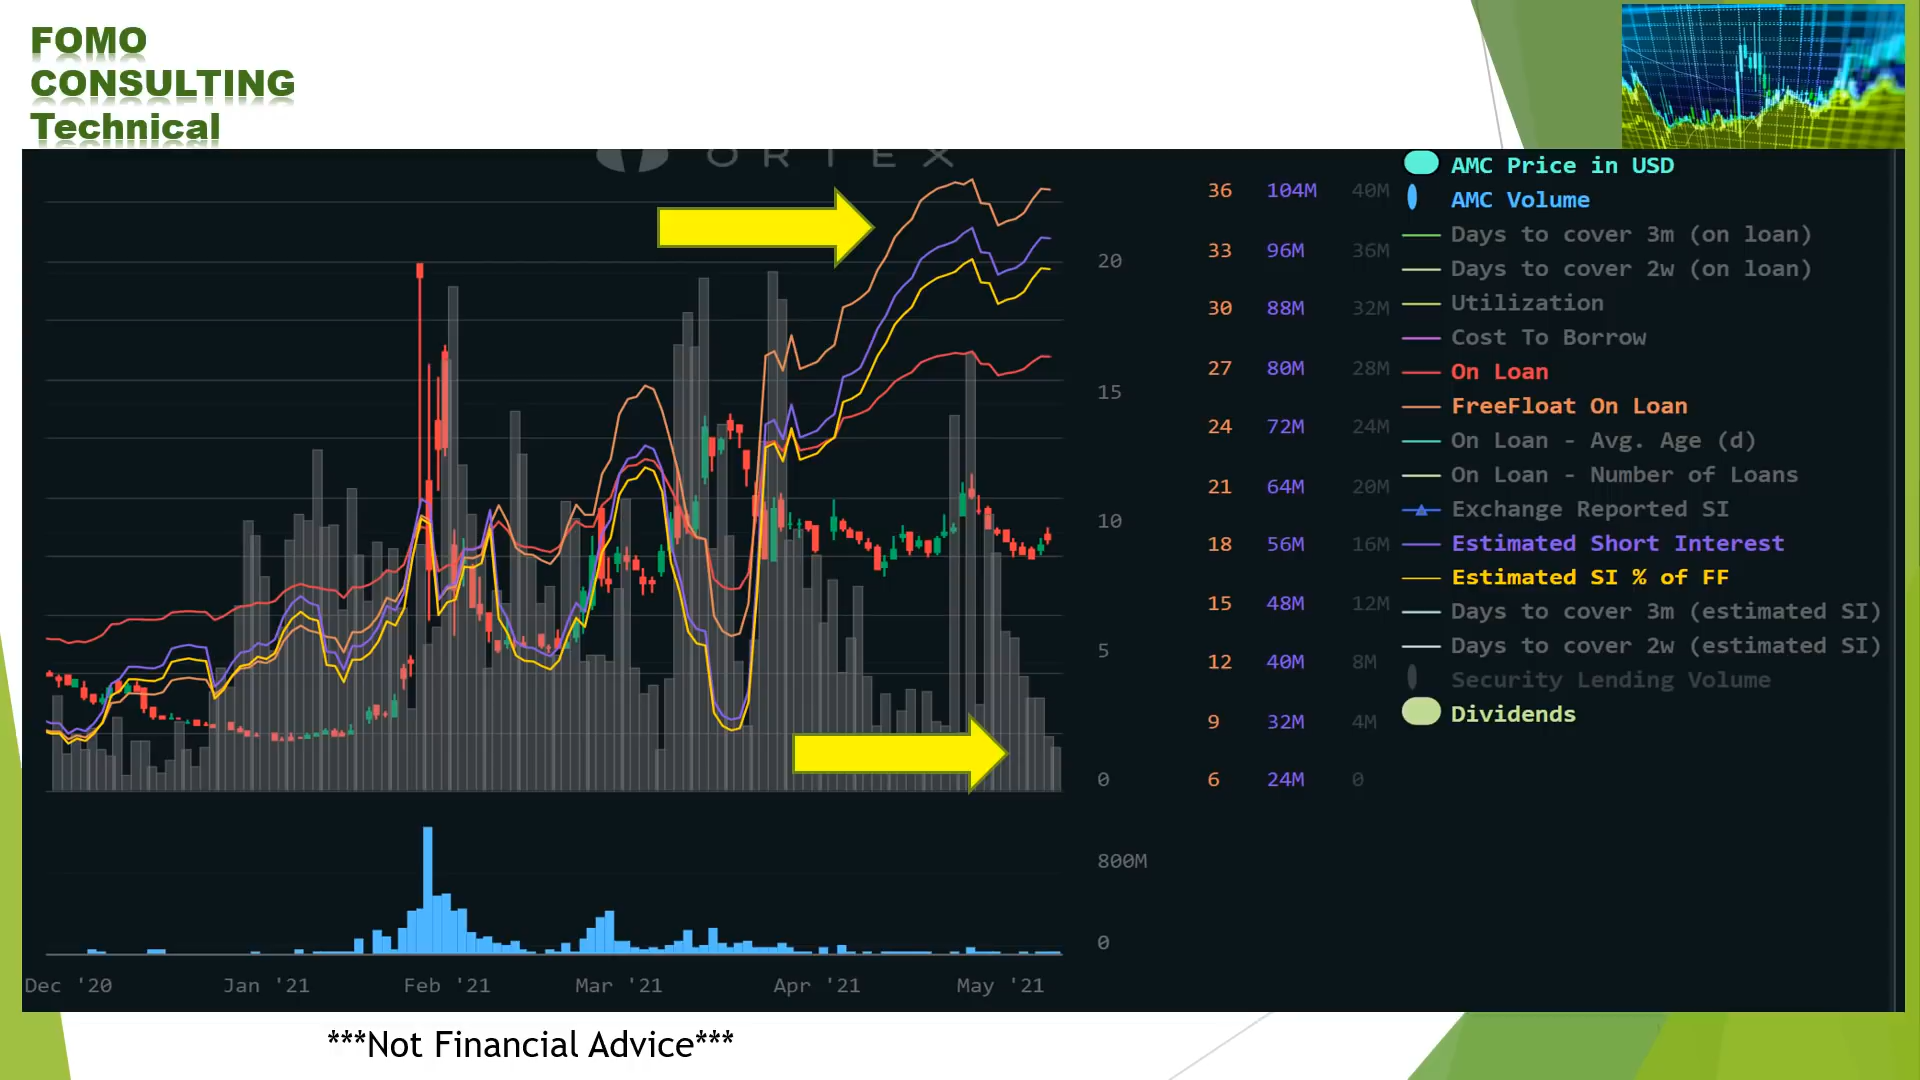 FOMO
CONSULTING
Technical
ORTEX
AMC Price in USD
AMC Volume
Days to cover 3m (on loan)
Days to cover 2w (on loan)
Utilization
Cost To Borrow
On Loan
FreeFloat On Loan
On Loan - Avg. Age (d)
On Loan - Number of Loans
Exchange Reported SI
Estimated Short Interest
Estimated SI % of FF
Days to cover 3m (estimated SI)
Days to cover 2w (estimated SI)
Security Lending Volume
Dividends
20
15
10
5
0
800M
0
36 104M 40M
33 96M 36M
30 88M 32M
27 80M 28M
24 72M 24M
21 64M 20M
18 56M 16M
15 48M 12M
12 40M 8M
9 32M 4M
6 24M 0
Dec '20 Jan '21 Feb '21 Mar '21 Apr '21 May '21
***Not Financial Advice***